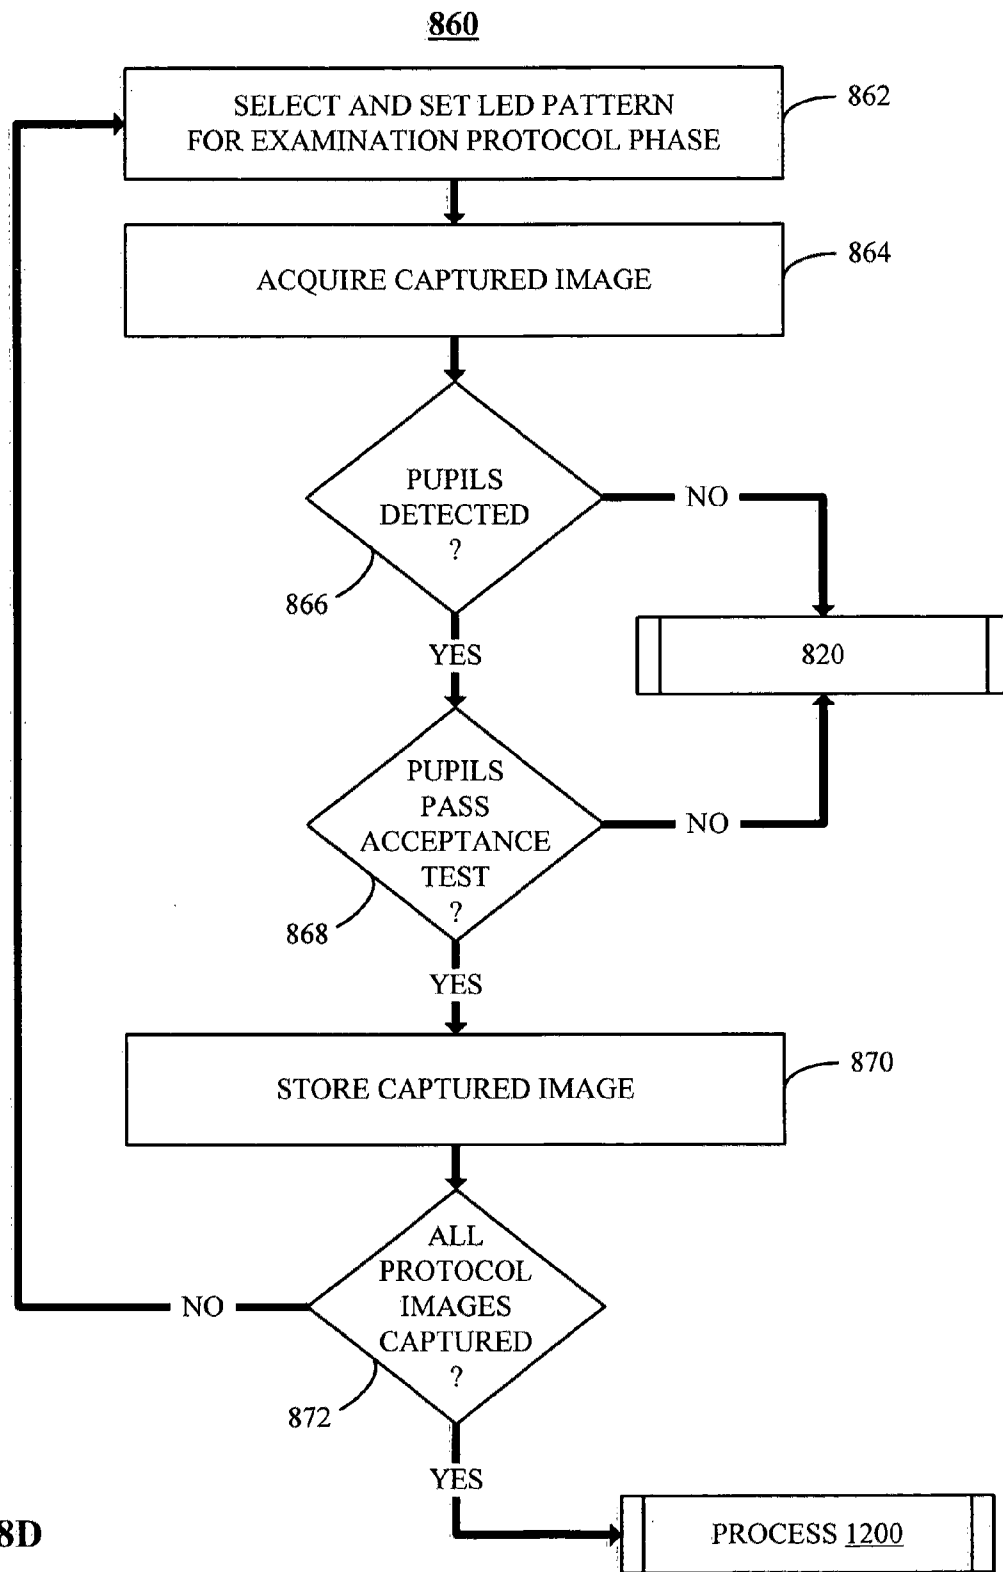 860
SELECT AND SET LED PATTERN
FOR EXAMINATION PROTOCOL PHASE
862
ACQUIRE CAPTURED IMAGE
864
PUPILS
DETECTED
?
866
NO
YES
820
PUPILS
PASS
ACCEPTANCE
TEST
?
868
NO
YES
STORE CAPTURED IMAGE
870
ALL
PROTOCOL
IMAGES
CAPTURED
?
872
NO
YES
PROCESS 1200
8D